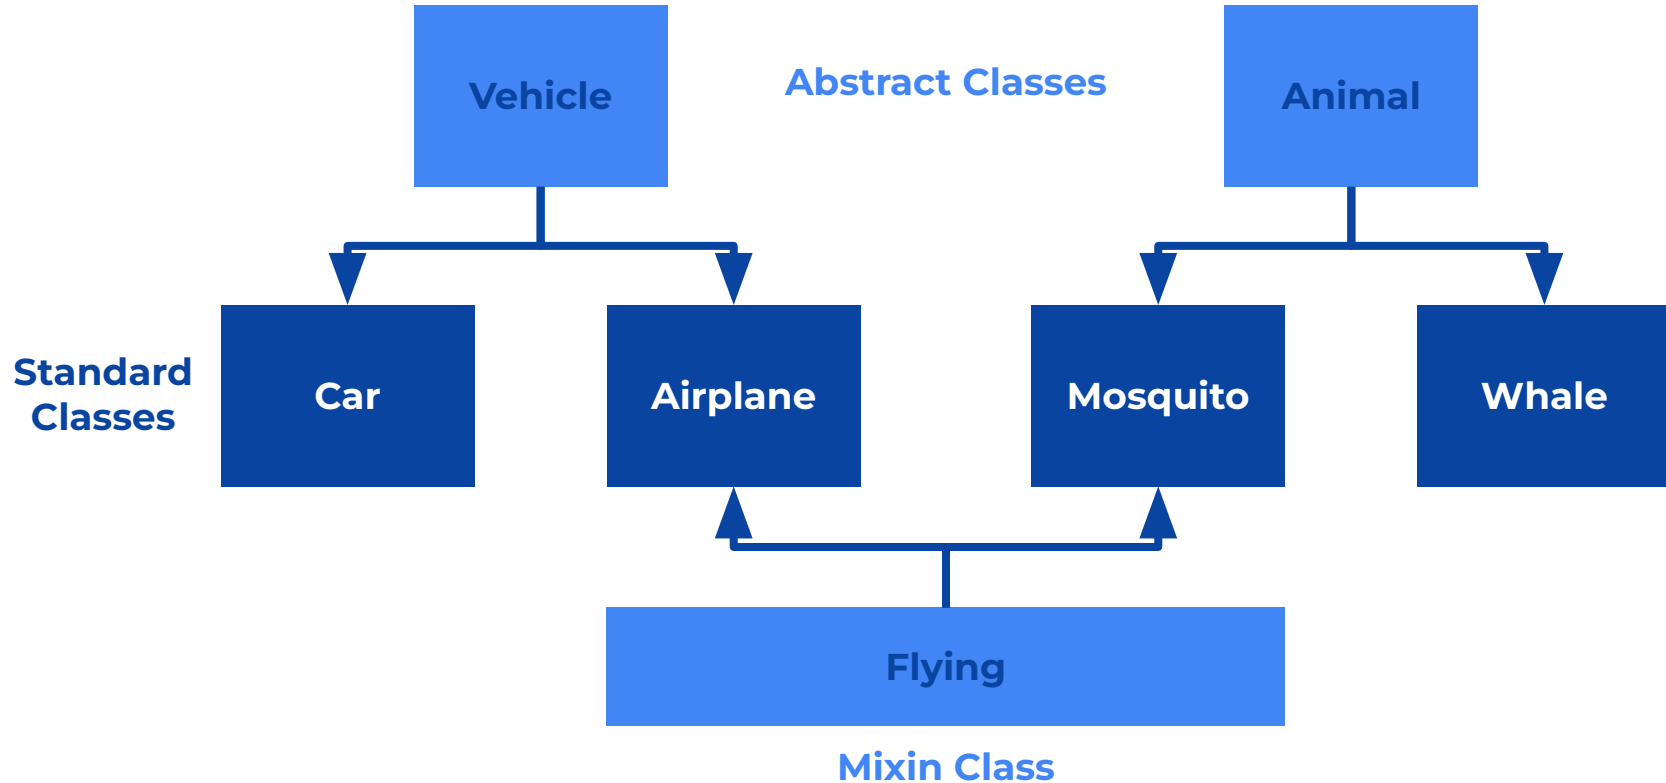 Vehicle
Abstract Classes
Animal
Standard
Classes
Car
Airplane
Mosquito
Whale
Flying
Mixin Class